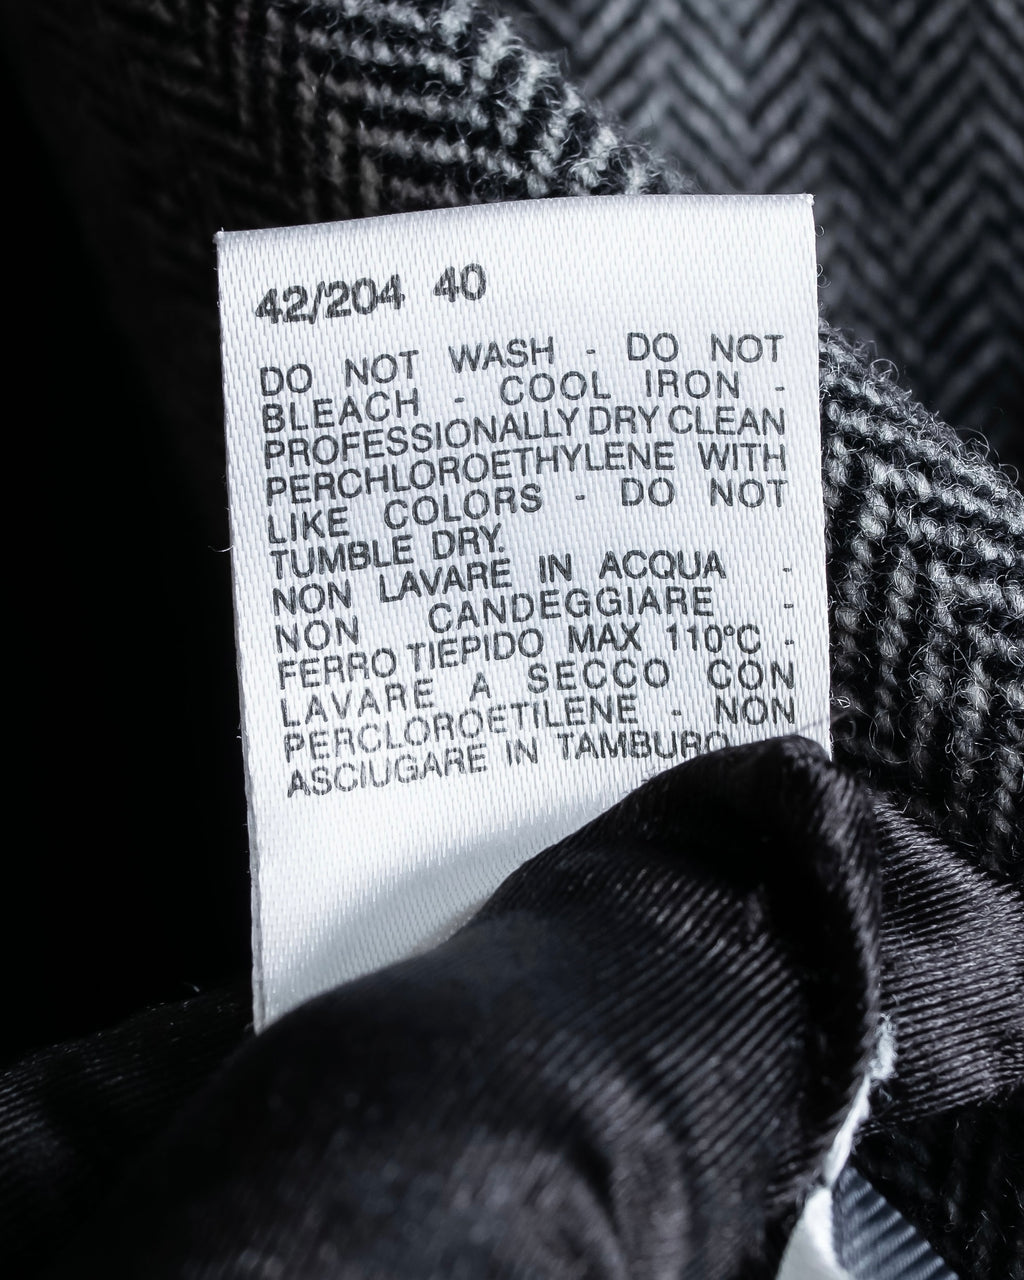 42/204 40
DO NOT WASH - DO NOT
BLEACH - COOL IRON -
PROFESSIONALLY DRY CLEAN
PERCHLOROETHYLENE WITH
LIKE COLORS - DO NOT
TUMBLE DRY.
NON LAVARE IN ACQUA -
NON CANDEGGIARE -
FERRO TIEPIDO MAX 110°C -
LAVARE A SECCO CON
PERCLOROETILENE - NON
ASCIUGARE IN TAMBURO